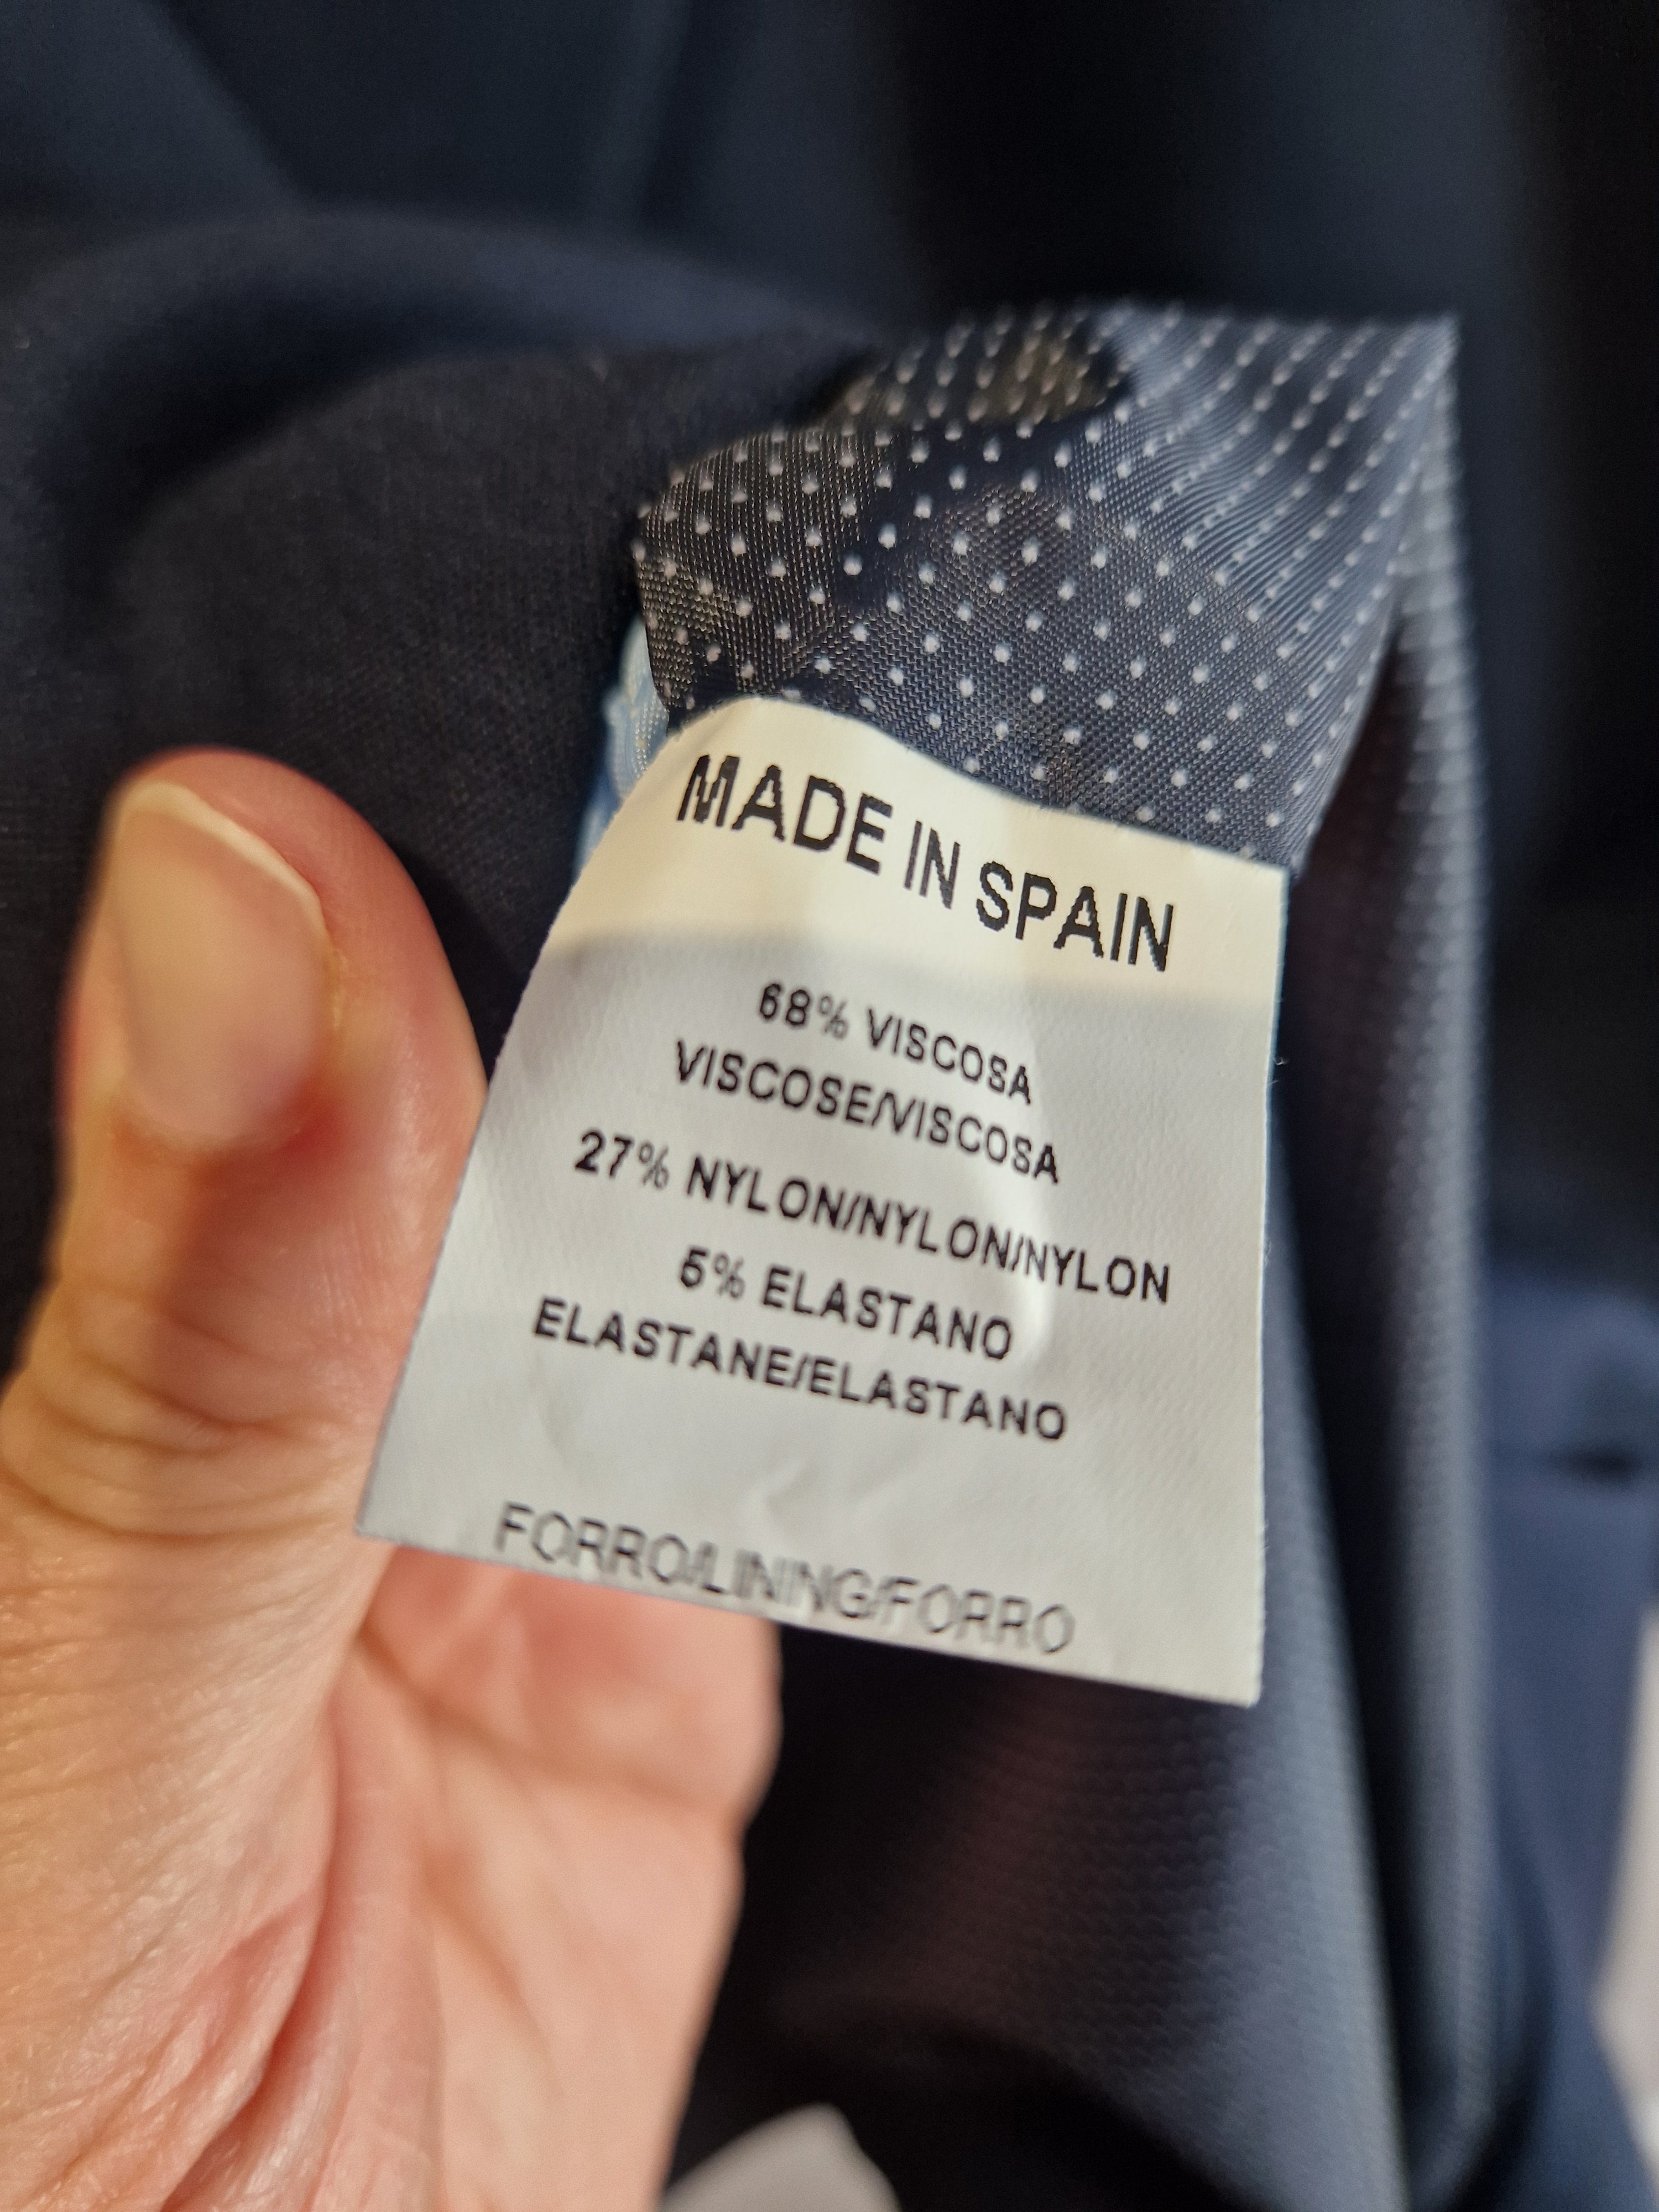 MADE IN SPAIN
68% VISCOSA
VISCOSE/VISCOSA
27% NYLON/NYLON/NYLON
5% ELASTANO
ELASTANE/ELASTANO
FORRO/LINING/FORRO